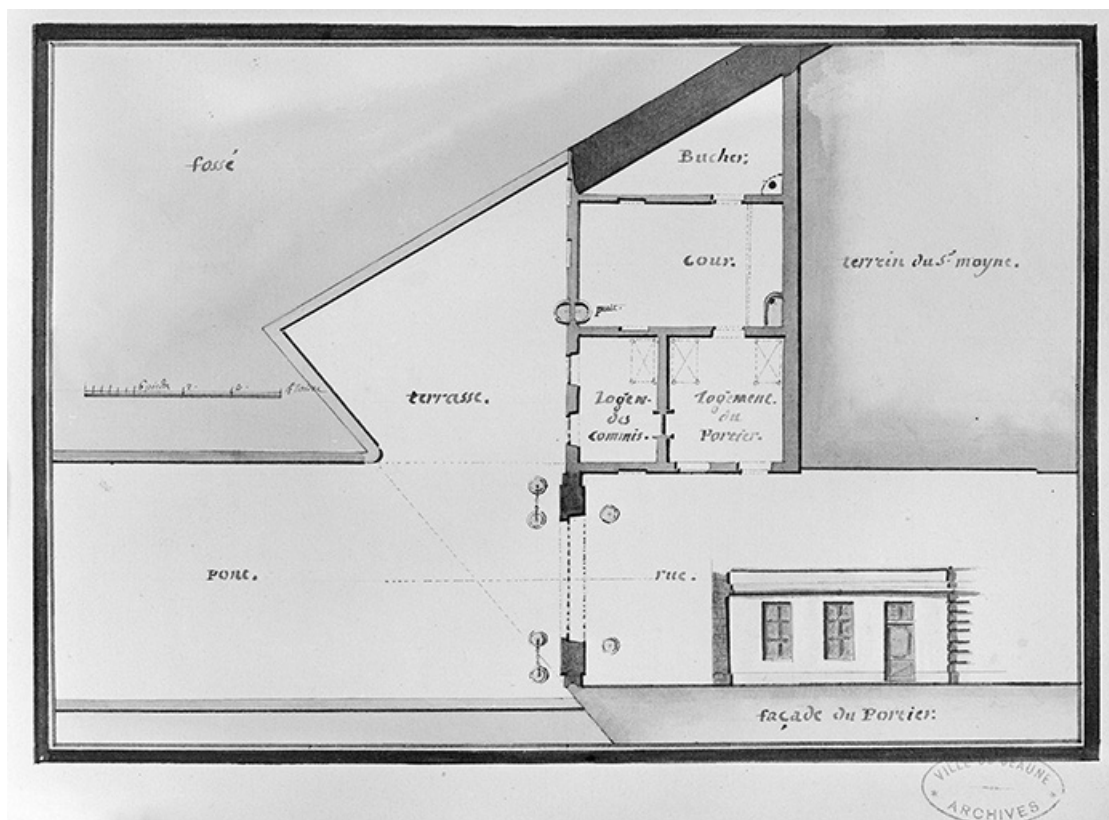 fossé
Bucher.
cour.
terrein du Sr. moyne.
puit.
terrasse.
Logem.
des
commis.
Logement
du
Portier.
Pont.
rue.
façade du Portier.
VILLE DE BEAUNE
ARCHIVES